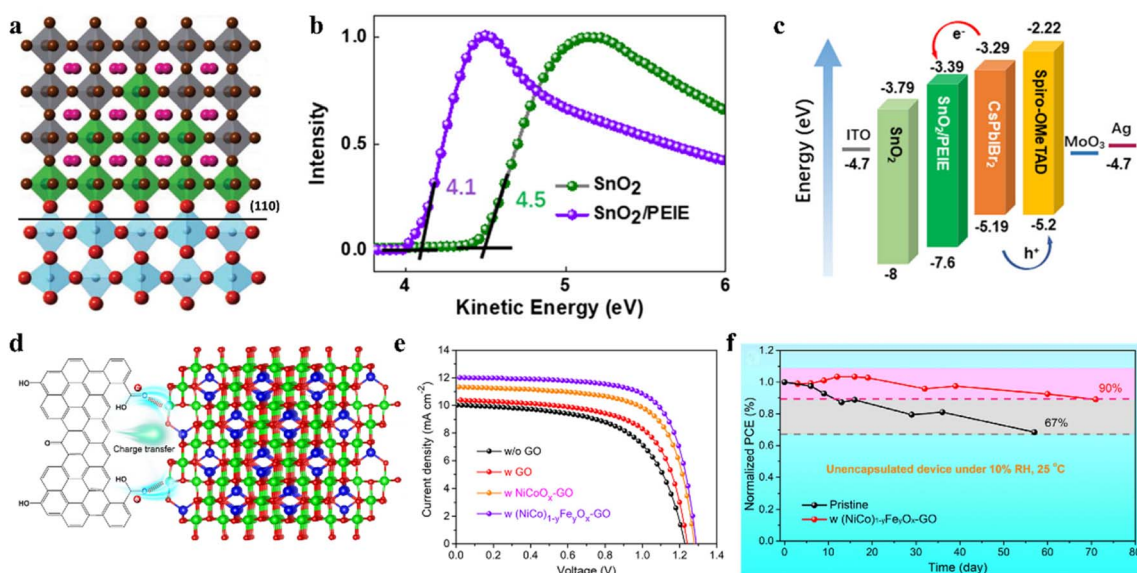 a
(110)
b
Intensity
1.0
0.5
0.0
4.1
4.5
SnO2
SnO2/PEIE
4
5
6
Kinetic Energy (eV)
c
Energy (eV)
ITO
-4.7
-3.79
SnO2
-8
e-
-3.39
SnO2/PEIE
-7.6
-3.29
CsPbIBr2
-5.19
h+
-2.22
Spiro-OMeTAD
-5.2
MoO3
Ag
-4.7
d
HO
HO
O
HO
HO
Charge transfer
e
Current density (mA cm-2)
14
12
10
8
6
4
2
0
w/o GO
w GO
w NiCoOx-GO
w (NiCo)1-yFeyOx-GO
0.0 0.2 0.4 0.6 0.8 1.0 1.2 1.4
Voltage (V)
f
Normalized PCE (%)
1.2
1.0
0.8
0.6
0.4
0.2
0.0
90%
67%
Unencapsulated device under 10% RH, 25 °C
Pristine
w (NiCo)1-yFeyOx-GO
0 10 20 30 40 50 60 70 80
Time (day)